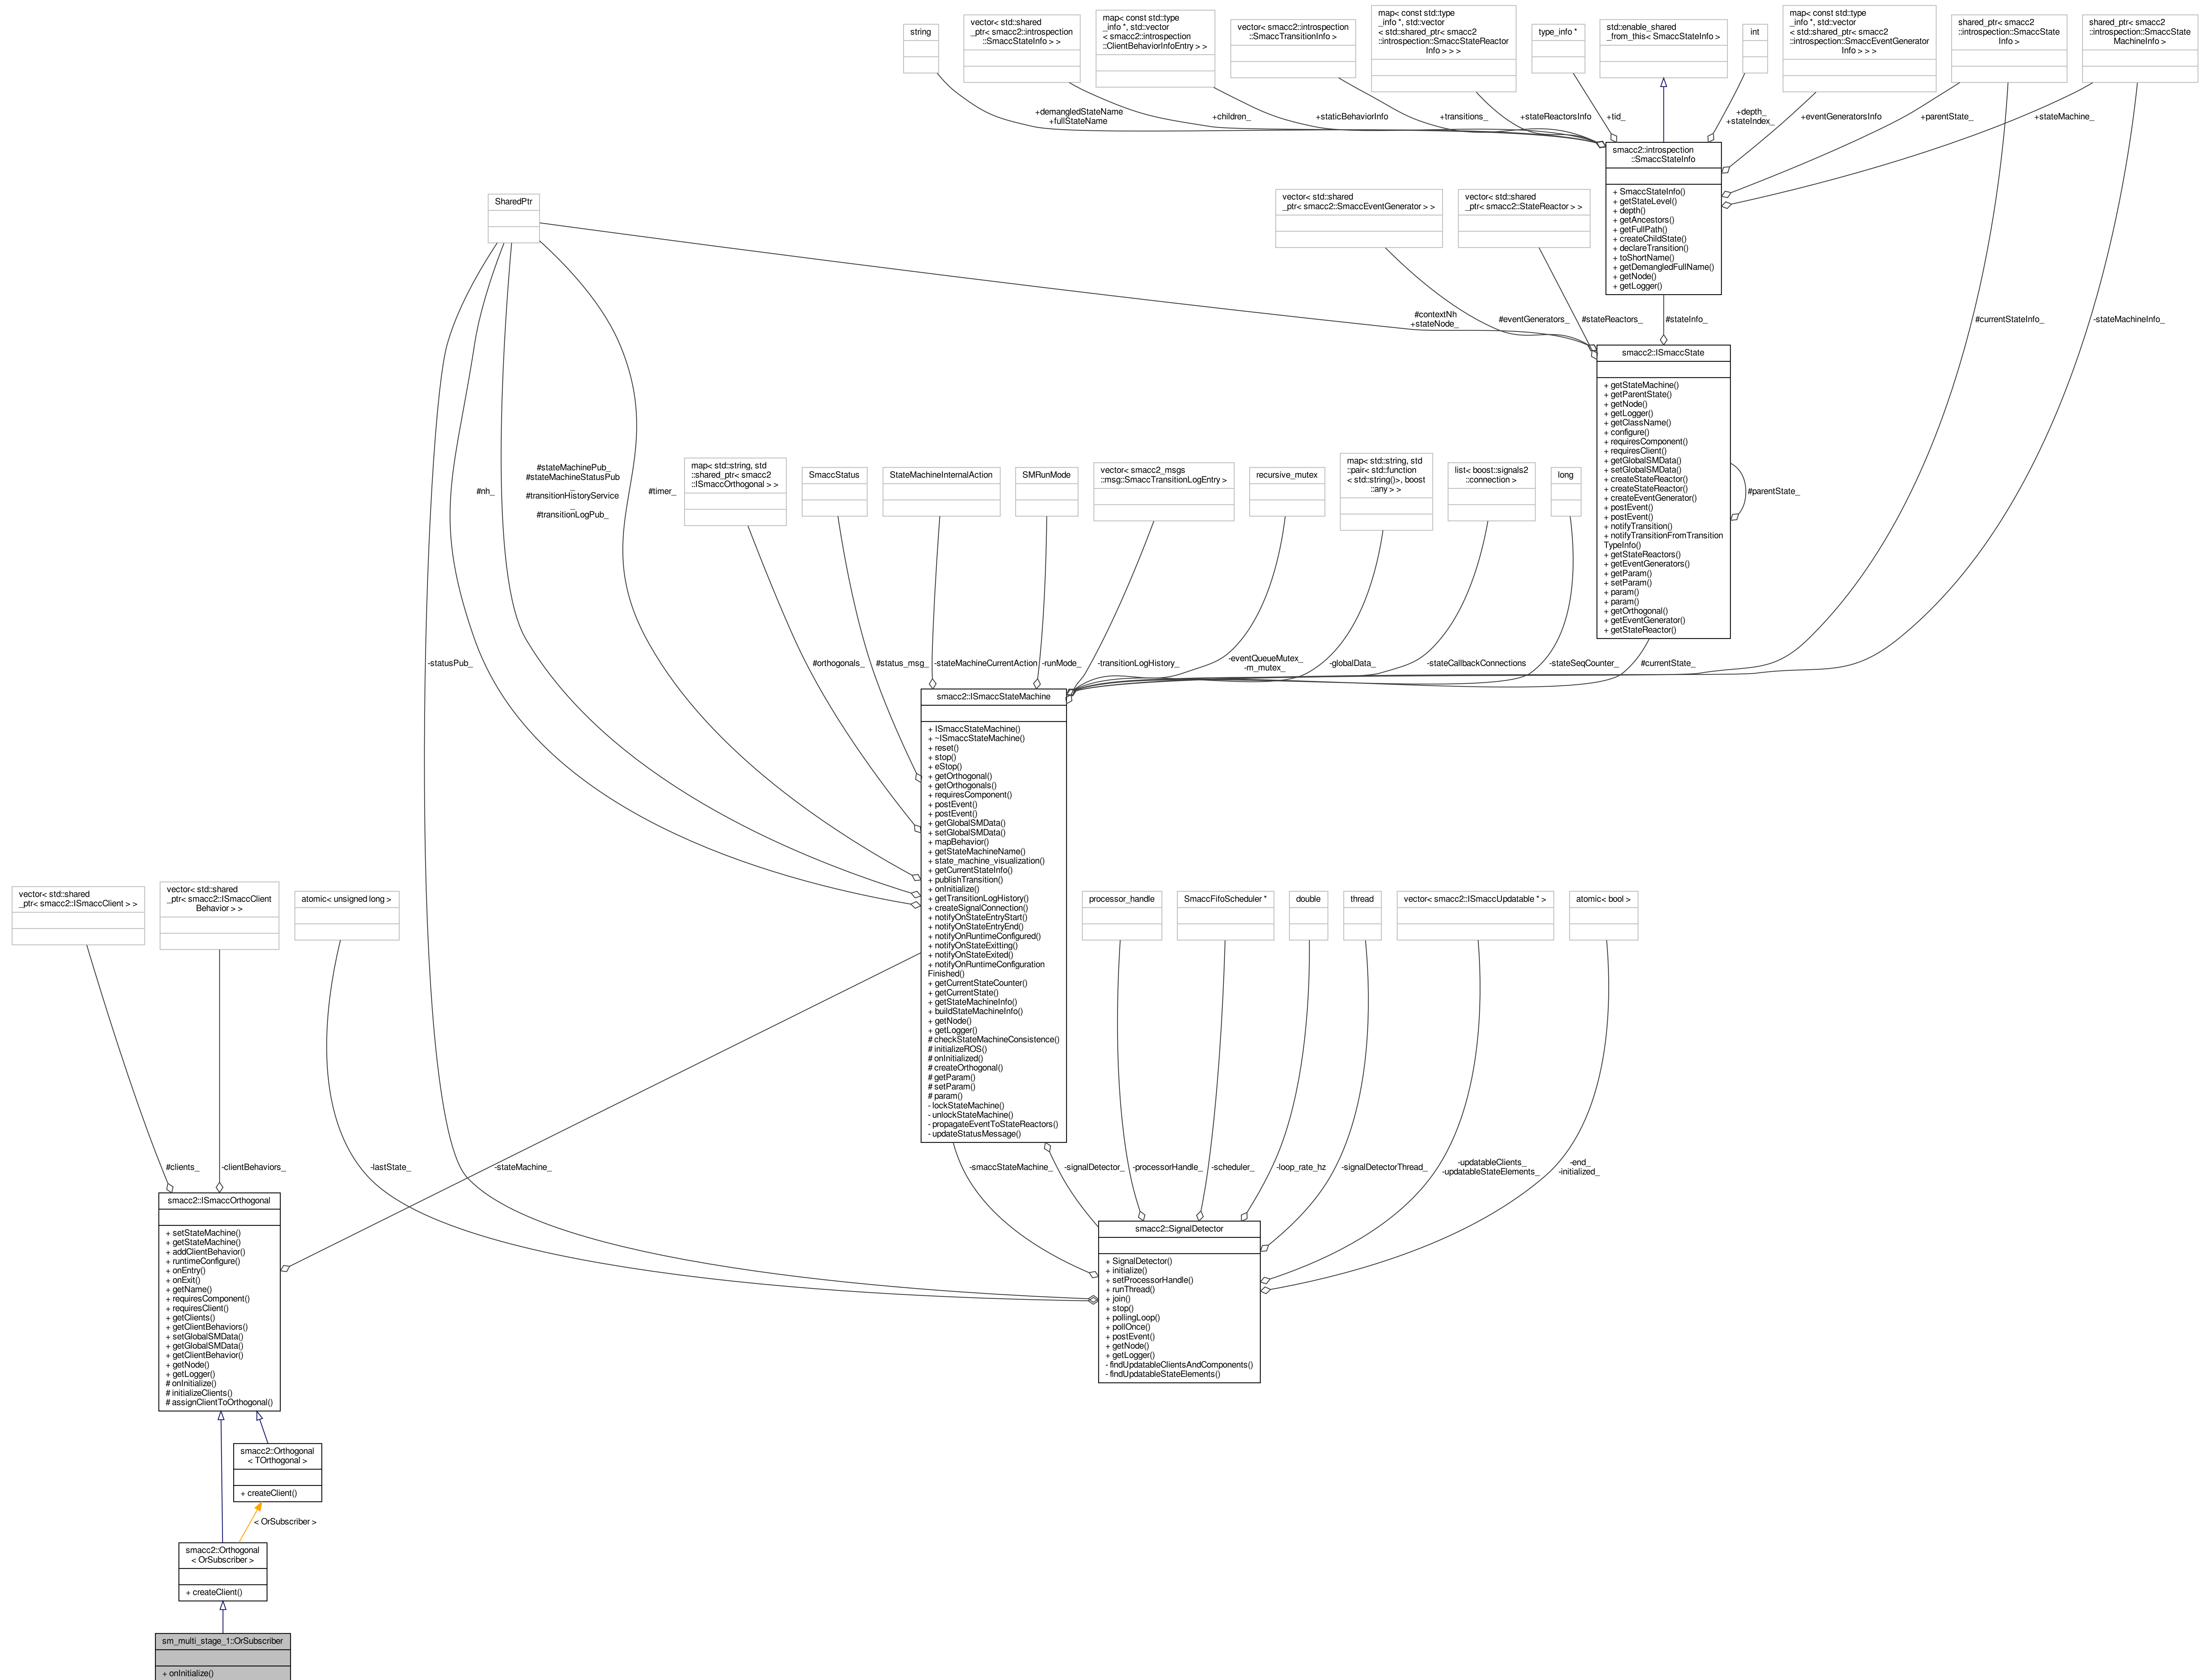 string
vector< std::shared
_ptr< smacc2::introspection
::SmaccStateInfo > >
map< const std::type
_info *, std::vector
< smacc2::introspection
::ClientBehaviorInfoEntry > >
vector< smacc2::introspection
::SmaccTransitionInfo >
map< const std::type
_info *, std::vector
< std::shared_ptr< smacc2
::introspection::SmaccStateReactor
Info > > >
type_info *
std::enable_shared
_from_this< SmaccStateInfo >
int
map< const std::type
_info *, std::vector
< std::shared_ptr< smacc2
::introspection::SmaccEventGenerator
Info > > >
shared_ptr< smacc2
::introspection::SmaccState
Info >
shared_ptr< smacc2
::introspection::SmaccState
MachineInfo >
+demangledStateName
+fullStateName
+children_
+staticBehaviorInfo
+transitions_
+stateReactorsInfo
+tid_
+depth_
+stateIndex_
+eventGeneratorsInfo
+parentState_
+stateMachine_
smacc2::introspection
::SmaccStateInfo
+ SmaccStateInfo()
+ getStateLevel()
+ depth()
+ getAncestors()
+ getFullPath()
+ createChildState()
+ declareTransition()
+ toShortName()
+ getDemangledFullName()
+ getNode()
+ getLogger()
SharedPtr
vector< std::shared
_ptr< smacc2::SmaccEventGenerator > >
vector< std::shared
_ptr< smacc2::StateReactor > >
#contextNh
+stateNode_
#eventGenerators_
#stateReactors_
#stateInfo_
#currentStateInfo_
-stateMachineInfo_
smacc2::ISmaccState
+ getStateMachine()
+ getParentState()
+ getNode()
+ getLogger()
+ getClassName()
+ configure()
+ requiresComponent()
+ requiresClient()
+ getGlobalSMData()
+ setGlobalSMData()
+ createStateReactor()
+ createStateReactor()
+ createEventGenerator()
+ postEvent()
+ postEvent()
+ notifyTransition()
+ notifyTransitionFromTransition
TypeInfo()
+ getStateReactors()
+ getEventGenerators()
+ getParam()
+ setParam()
+ param()
+ param()
+ getOrthogonal()
+ getEventGenerator()
+ getStateReactor()
#parentState_
#nh_
#stateMachinePub_
#stateMachineStatusPub
_
#transitionHistoryService
_
#transitionLogPub_
#timer_
map< std::string, std
::shared_ptr< smacc2
::ISmaccOrthogonal > >
SmaccStatus
StateMachineInternalAction
SMRunMode
vector< smacc2_msgs
::msg::SmaccTransitionLogEntry >
recursive_mutex
map< std::string, std
::pair< std::function
< std::string()>, boost
::any > >
list< boost::signals2
::connection >
long
-statusPub_
#orthogonals_
#status_msg_
-stateMachineCurrentAction
-runMode_
-transitionLogHistory_
-eventQueueMutex_
-m_mutex_
-globalData_
-stateCallbackConnections
-stateSeqCounter_
#currentState_
smacc2::ISmaccStateMachine
+ ISmaccStateMachine()
+ ~ISmaccStateMachine()
+ reset()
+ stop()
+ eStop()
+ getOrthogonal()
+ getOrthogonals()
+ requiresComponent()
+ postEvent()
+ postEvent()
+ getGlobalSMData()
+ setGlobalSMData()
+ mapBehavior()
+ getStateMachineName()
+ state_machine_visualization()
+ getCurrentStateInfo()
+ publishTransition()
+ onInitialize()
+ getTransitionLogHistory()
+ createSignalConnection()
+ notifyOnStateEntryStart()
+ notifyOnStateEntryEnd()
+ notifyOnRuntimeConfigured()
+ notifyOnStateExitting()
+ notifyOnStateExited()
+ notifyOnRuntimeConfiguration
Finished()
+ getCurrentStateCounter()
+ getCurrentState()
+ getStateMachineInfo()
+ buildStateMachineInfo()
+ getNode()
+ getLogger()
# checkStateMachineConsistence()
# initializeROS()
# onInitialized()
# createOrthogonal()
# getParam()
# setParam()
# param()
- lockStateMachine()
- unlockStateMachine()
- propagateEventToStateReactors()
- updateStatusMessage()
vector< std::shared
_ptr< smacc2::ISmaccClient > >
vector< std::shared
_ptr< smacc2::ISmaccClient
Behavior > >
atomic< unsigned long >
processor_handle
SmaccFifoScheduler *
double
thread
vector< smacc2::ISmaccUpdatable * >
atomic< bool >
#clients_
-clientBehaviors_
-lastState_
-stateMachine_
-smaccStateMachine_
-signalDetector_
-processorHandle_
-scheduler_
-loop_rate_hz
-signalDetectorThread_
-updatableClients_
-updatableStateElements_
-end_
-initialized_
smacc2::ISmaccOrthogonal
+ setStateMachine()
+ getStateMachine()
+ addClientBehavior()
+ runtimeConfigure()
+ onEntry()
+ onExit()
+ getName()
+ requiresComponent()
+ requiresClient()
+ getClients()
+ getClientBehaviors()
+ setGlobalSMData()
+ getGlobalSMData()
+ getClientBehavior()
+ getNode()
+ getLogger()
# onInitialize()
# initializeClients()
# assignClientToOrthogonal()
smacc2::SignalDetector
+ SignalDetector()
+ initialize()
+ setProcessorHandle()
+ runThread()
+ join()
+ stop()
+ pollingLoop()
+ pollOnce()
+ postEvent()
+ getNode()
+ getLogger()
- findUpdatableClientsAndComponents()
- findUpdatableStateElements()
smacc2::Orthogonal
< TOrthogonal >
+ createClient()
< OrSubscriber >
smacc2::Orthogonal
< OrSubscriber >
+ createClient()
sm_multi_stage_1::OrSubscriber
+ onInitialize()